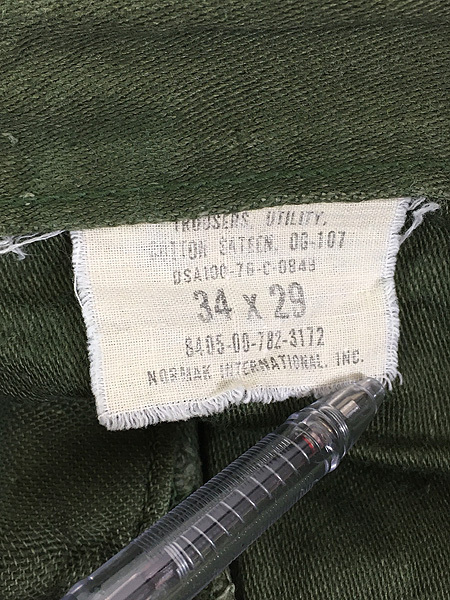 TROUSERS, UTILITY,
COTTON SATEEN, OG-107
DSA100-76-C-0849
34 x 29
8405-00-782-3172
NORMAK INTERNATIONAL, INC.